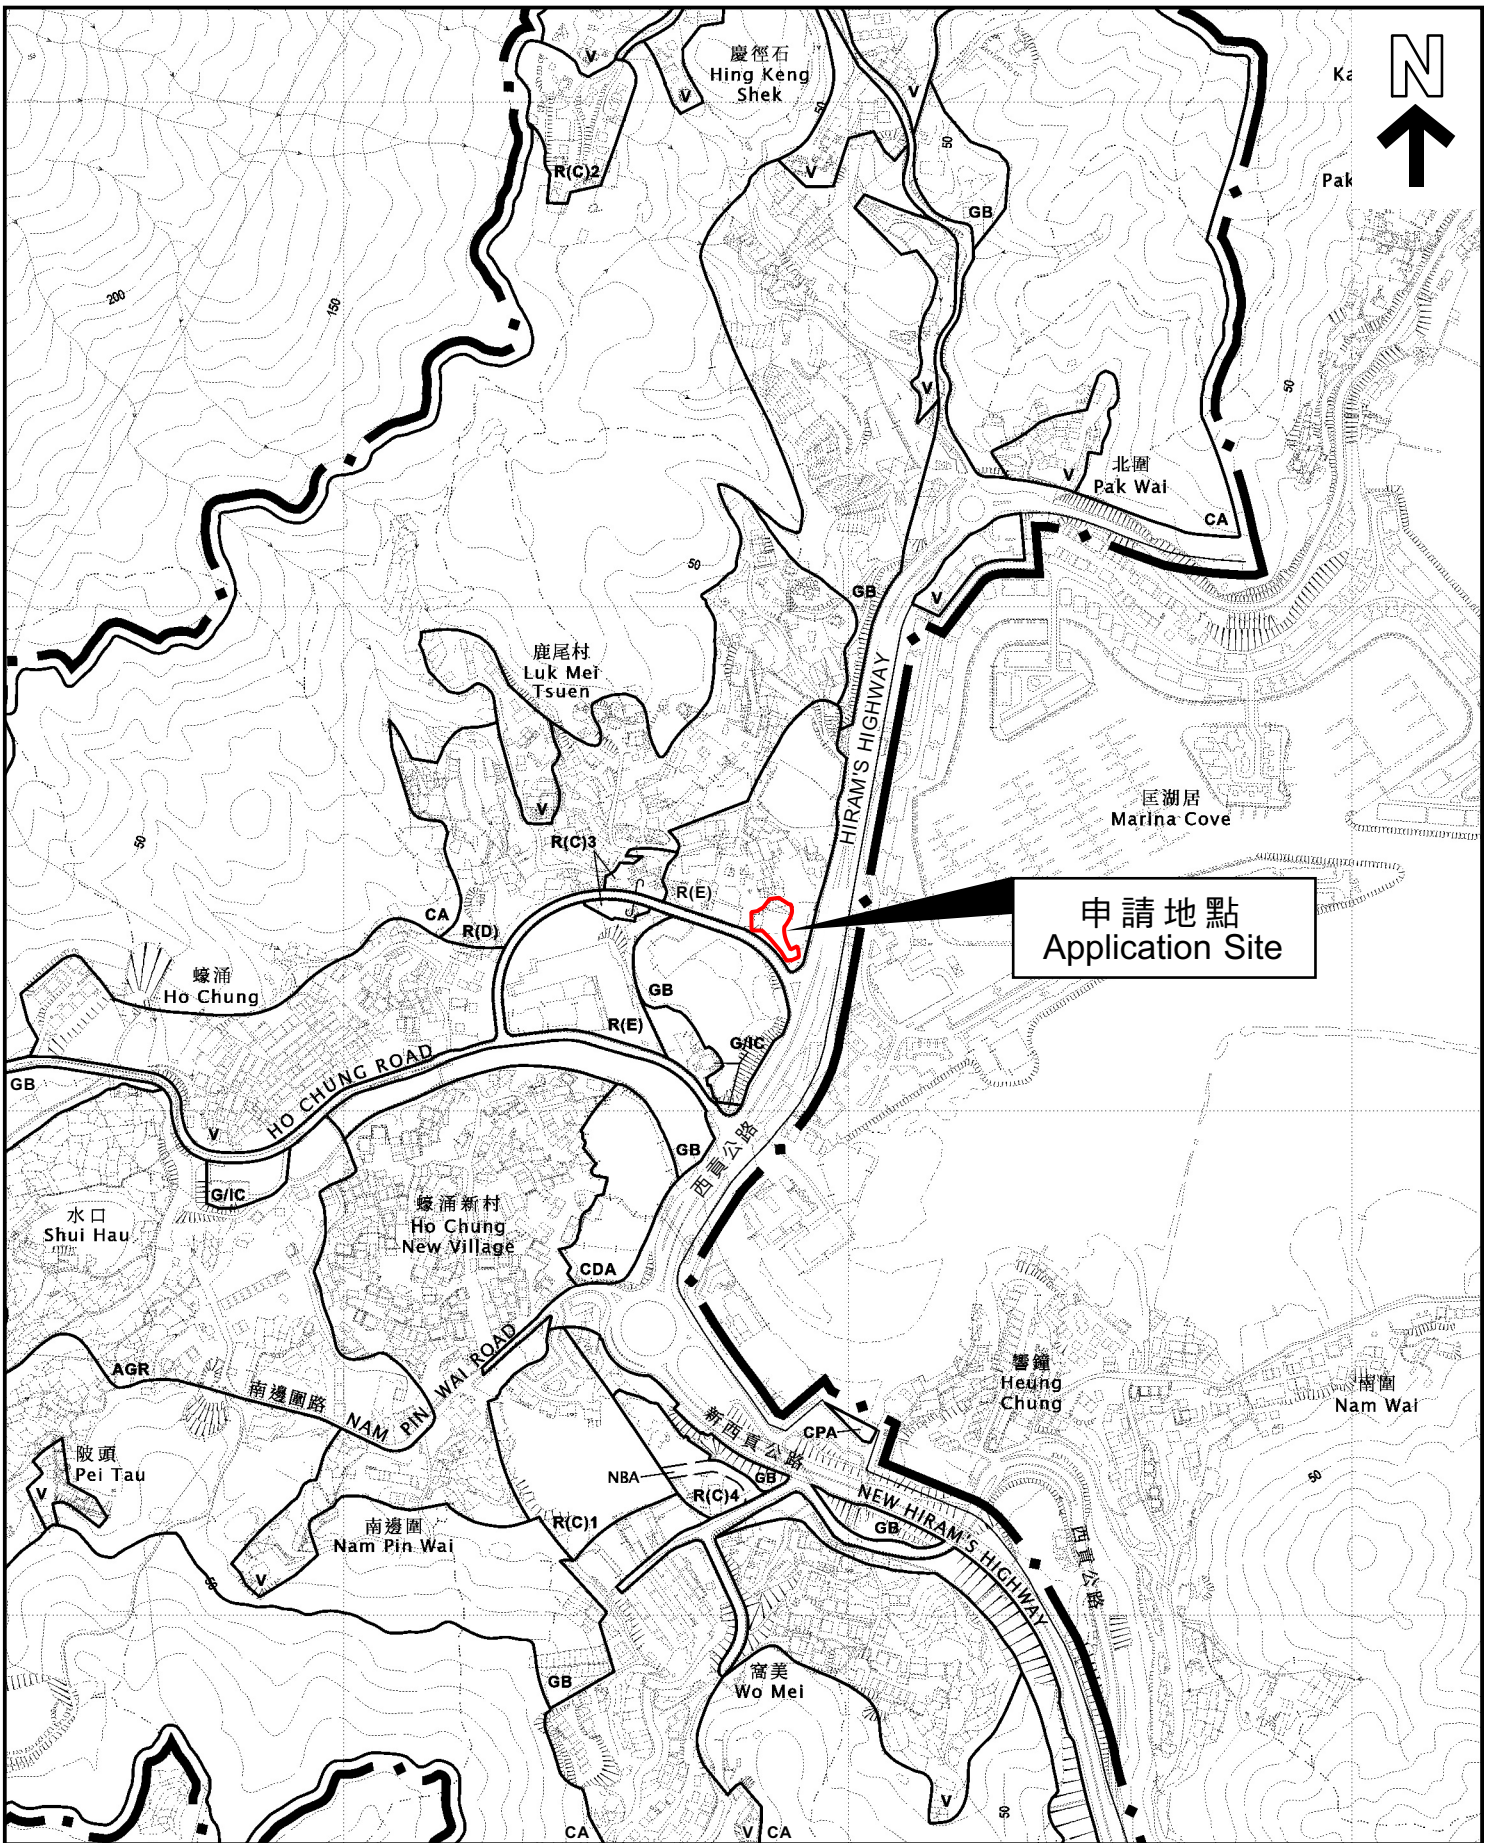 V
慶徑石
Hing Keng
Shek
V
V
Ka
N
50
50
R(C)2
V
Pak
GB
200
150
50
V
北圍
Pak Wai
V
CA
50
GB
V
鹿尾村
Luk Mei
Tsuen
HIRAM'S HIGHWAY
匡湖居
Marina Cove
V
50
R(C)3
R(E)
申請地點
Application Site
CA
R(D)
蠔涌
Ho Chung
GB
R(E)
G/IC
HO CHUNG ROAD
GB
V
GB
西貢公路
G/IC
水口
Shui Hau
蠔涌新村
Ho Chung
New Village
CDA
AGR
南邊圍路
NAM PIN WAI ROAD
響鐘
Heung
Chung
南圍
Nam Wai
新西貢公路
CPA
陂頭
Pei Tau
V
NBA
GB
R(C)4
50
NEW HIRAM'S HIGHWAY
GB
R(C)1
南邊圍
Nam Pin Wai
西貢公路
V
50
GB
窩美
Wo Mei
V
50
CA
V
CA